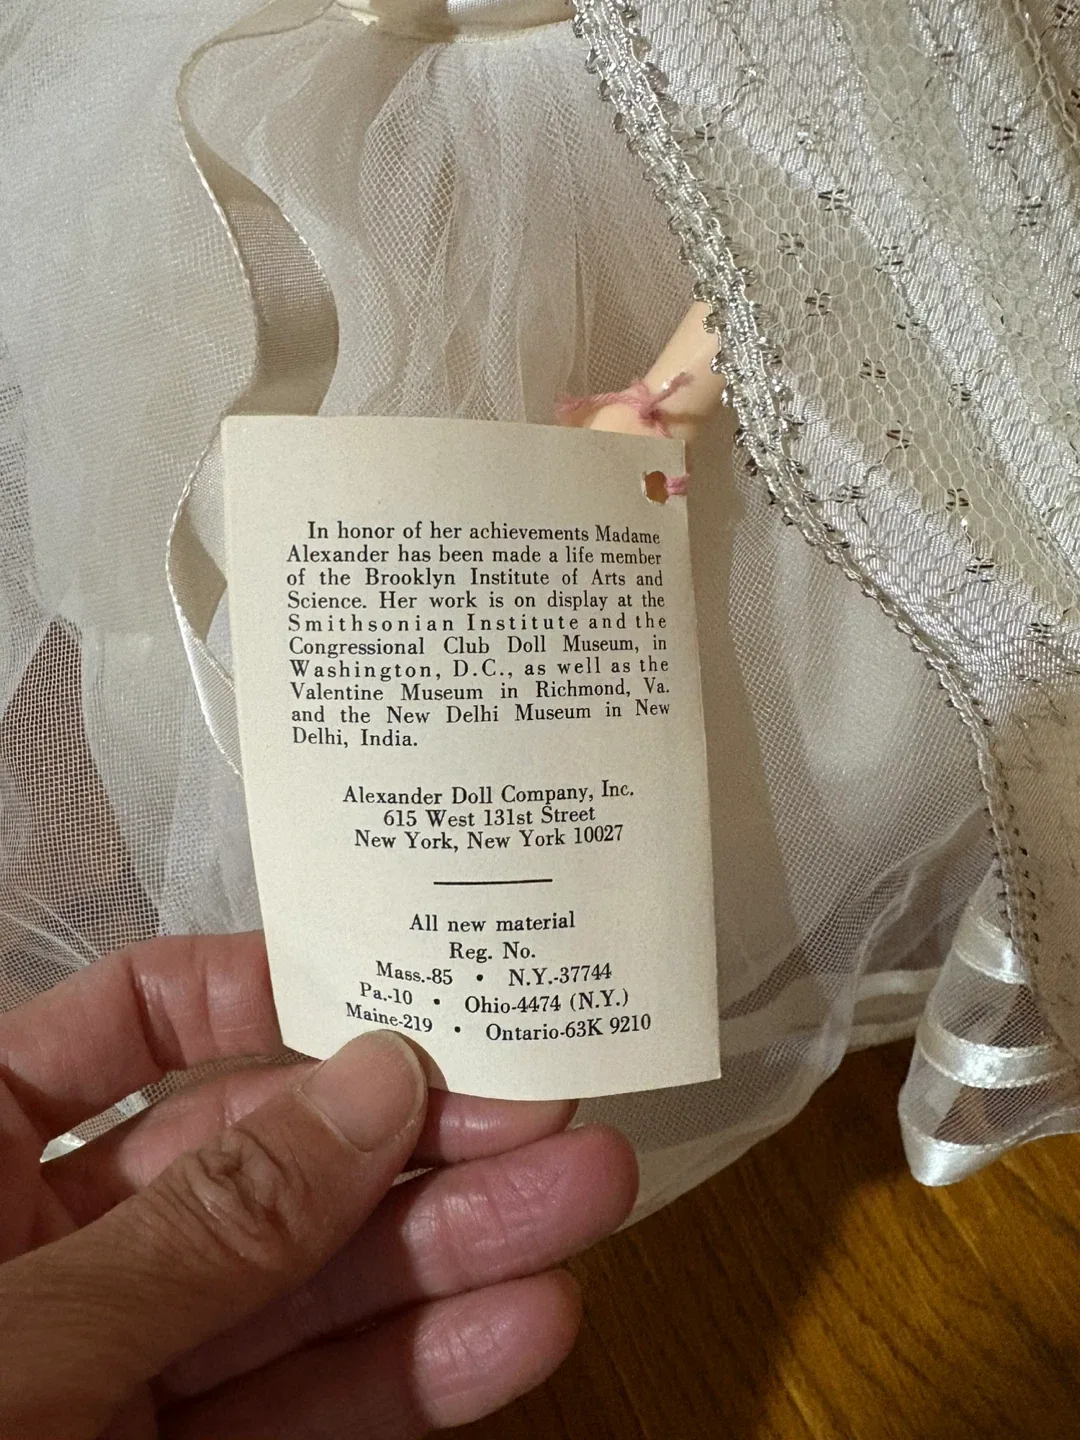 In honor of her achievements Madame
Alexander has been made a life member
of the Brooklyn Institute of Arts and
Science. Her work is on display at the
Smithsonian Institute and the
Congressional Club Doll Museum, in
Washington, D.C., as well as the
Valentine Museum in Richmond, Va.
and the New Delhi Museum in New
Delhi, India.
Alexander Doll Company, Inc.
615 West 131st Street
New York, New York 10027
All new material
Reg. No.
Mass.-85 • N.Y.-37744
Pa.-10 • Ohio-4474 (N.Y.)
Maine-219 • Ontario-63K 9210